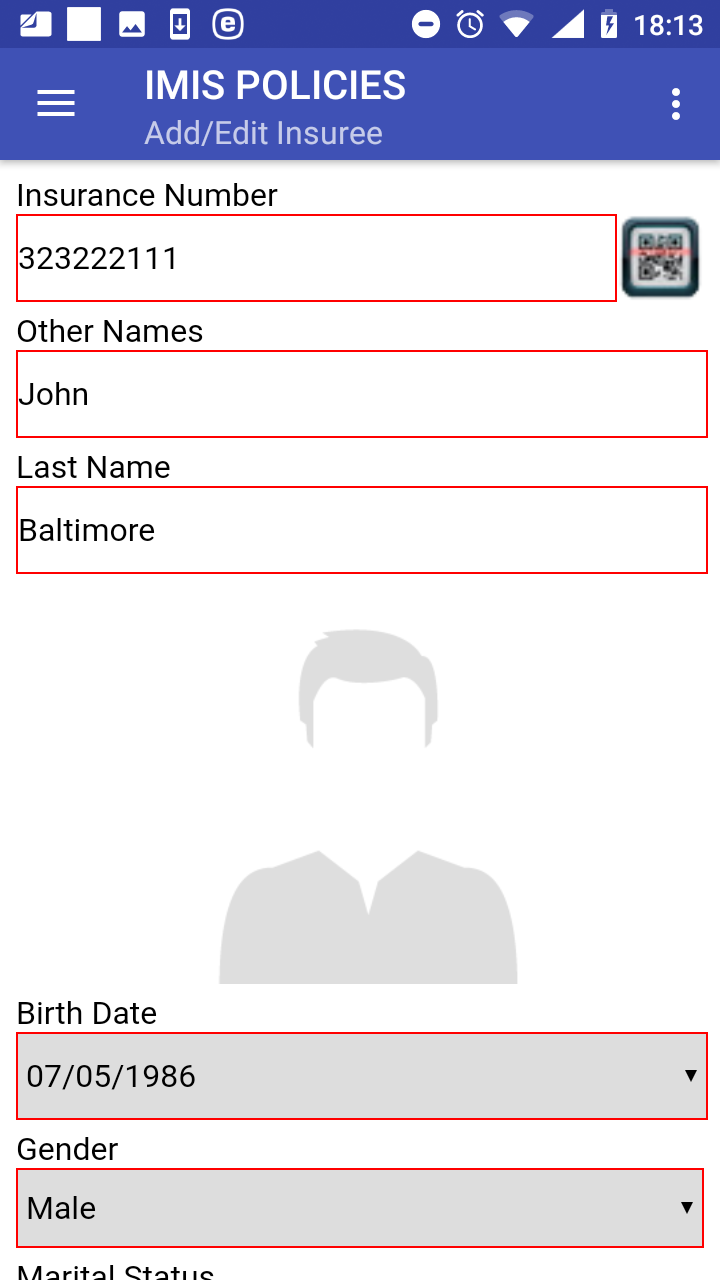 18:13
IMIS POLICIES
Add/Edit Insuree
Insurance Number
323222111
Other Names
John
Last Name
Baltimore
Birth Date
07/05/1986
Gender
Male
Marital Status